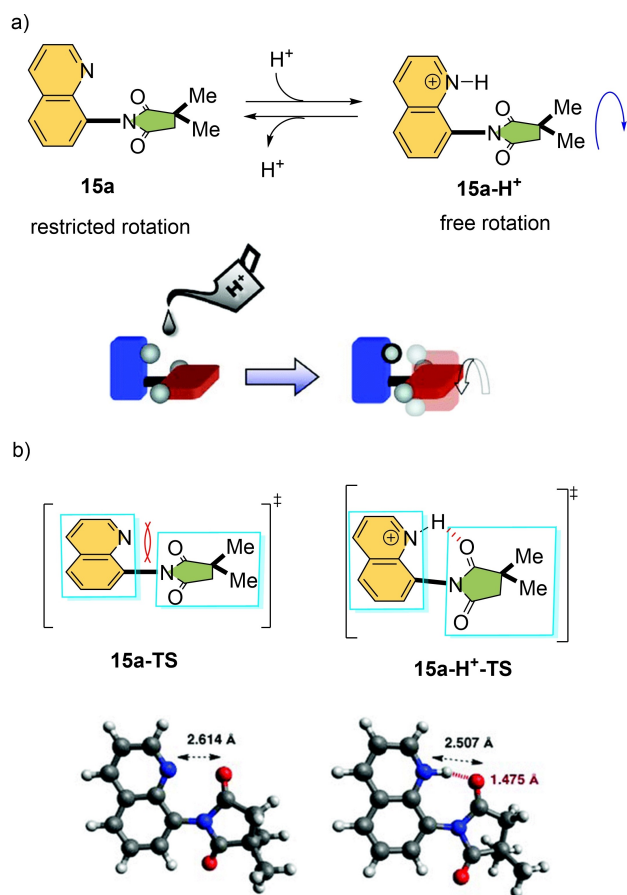 a)
N
N
O
O
Me
Me
H⁺
H⁺
15a
restricted rotation
N-H
N
O
O
Me
Me
15a-H⁺
free rotation
H⁺
b)
‡
N
N
O
O
Me
Me
15a-TS
‡
N
H
O
N
O
Me
Me
15a-H⁺-TS
2.614 Å
2.507 Å
1.475 Å